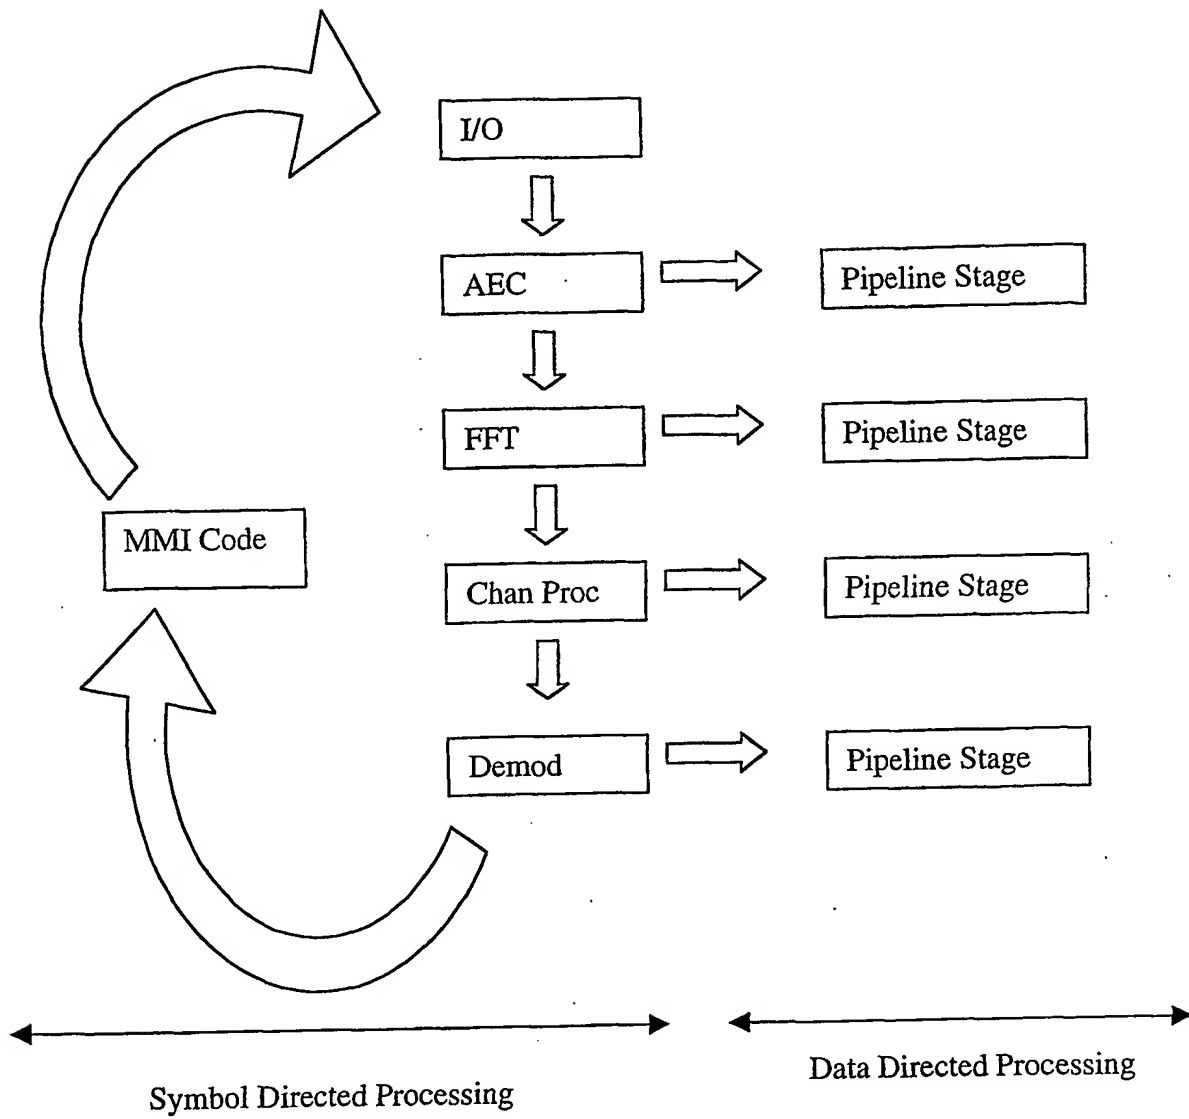 I/O
AEC
Pipeline Stage
FFT
Pipeline Stage
MMI Code
Chan Proc
Pipeline Stage
Demod
Pipeline Stage
Symbol Directed Processing
Data Directed Processing